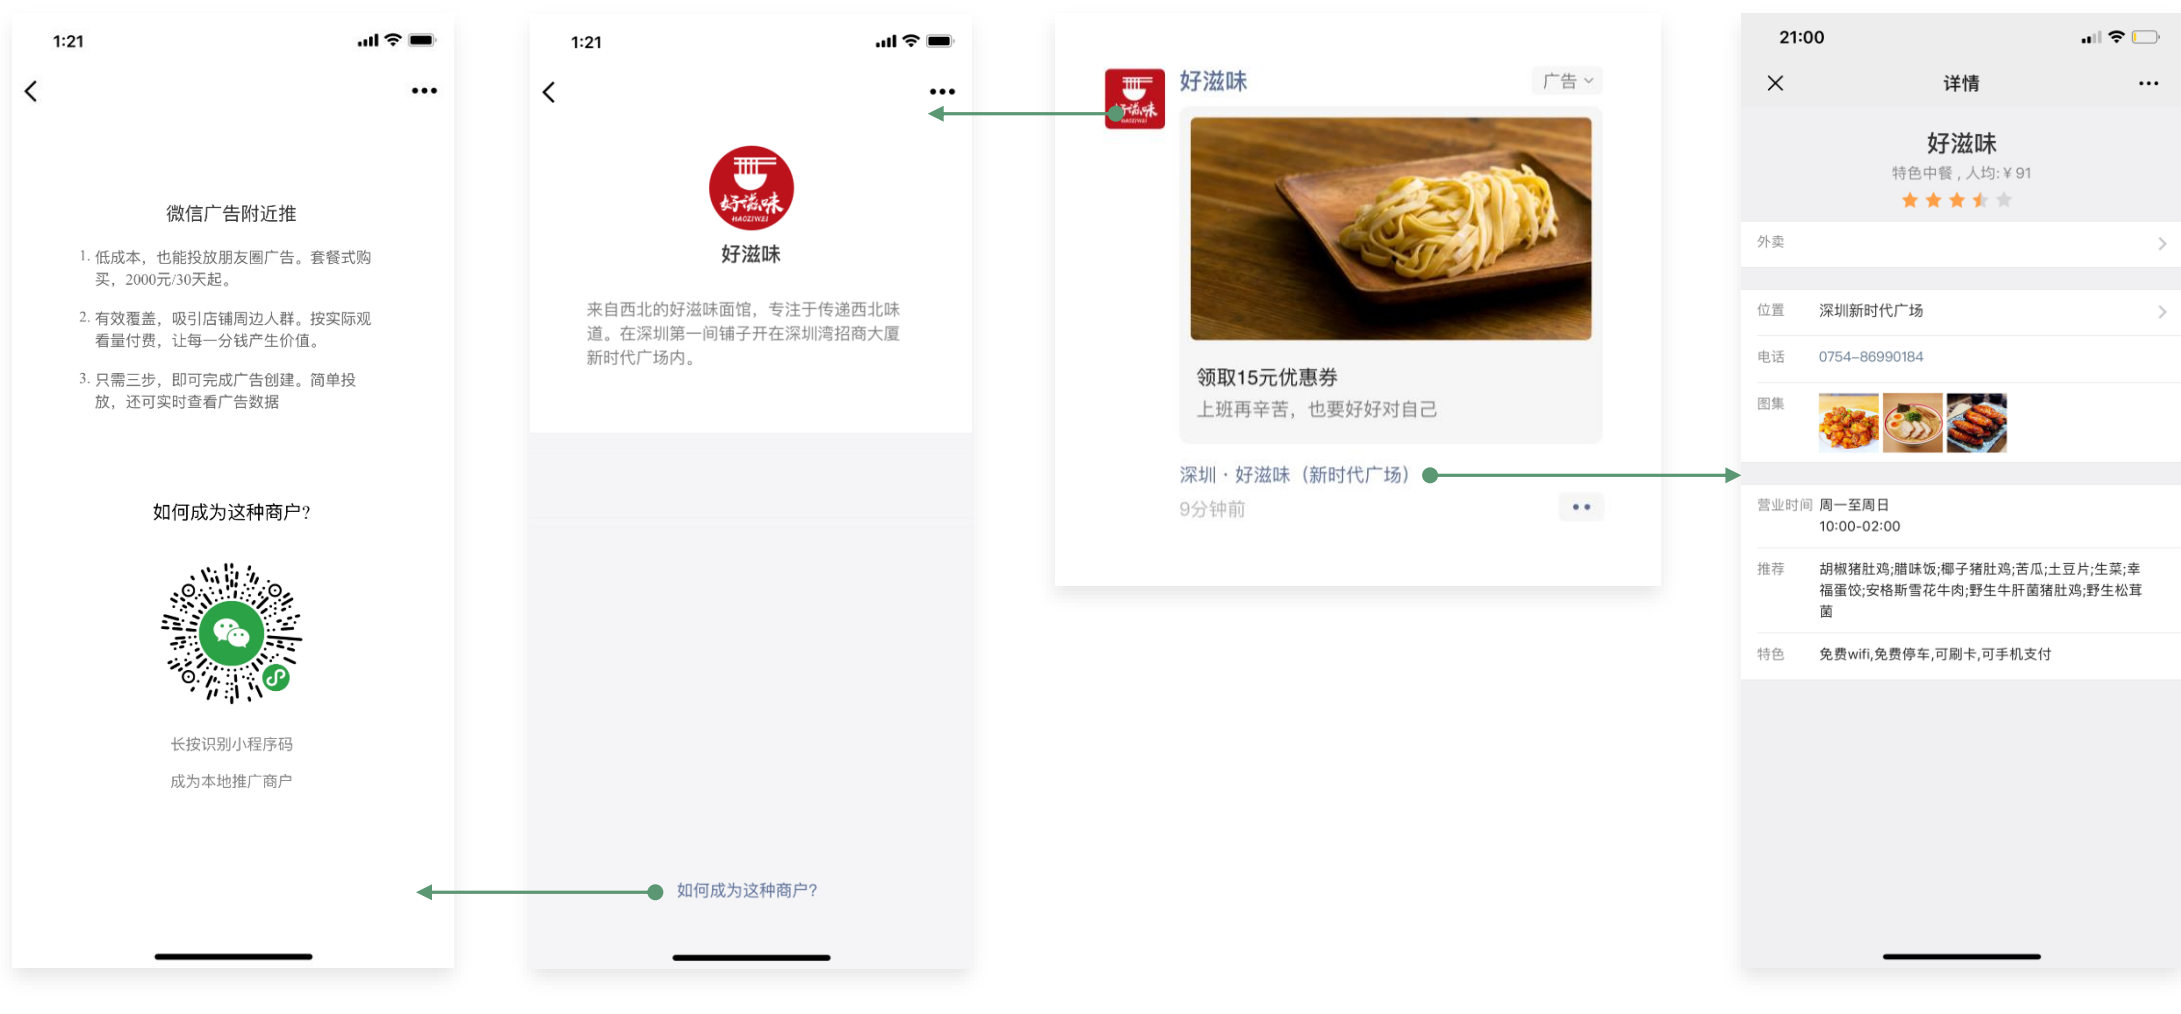 1:21
微信广告附近推
1. 低成本，也能投放朋友圈广告。套餐式购
买，2000元/30天起。
2. 有效覆盖，吸引店铺周边人群。按实际观
看量付费，让每一分钱产生价值。
3. 只需三步，即可完成广告创建。简单投
放，还可实时查看广告数据
如何成为这种商户?
长按识别小程序码
成为本地推广商户
1:21
好滋味
HAOZIWEI
好滋味
来自西北的好滋味面馆，专注于传递西北味
道。在深圳第一间铺子开在深圳湾招商大厦
新时代广场内。
如何成为这种商户?
好滋味
HAOZIWEI
好滋味
广告
领取15元优惠券
上班再辛苦，也要好好对自己
深圳 · 好滋味（新时代广场）
9分钟前
21:00
详情
好滋味
特色中餐 , 人均: ¥ 91
外卖
位置 深圳新时代广场
电话 0754-86990184
图集
营业时间 周一至周日
10:00-02:00
推荐 胡椒猪肚鸡;腊味饭;椰子猪肚鸡;苦瓜;土豆片;生菜;幸
福蛋饺;安格斯雪花牛肉;野生牛肝菌猪肚鸡;野生松茸
菌
特色 免费wifi,免费停车,可刷卡,可手机支付